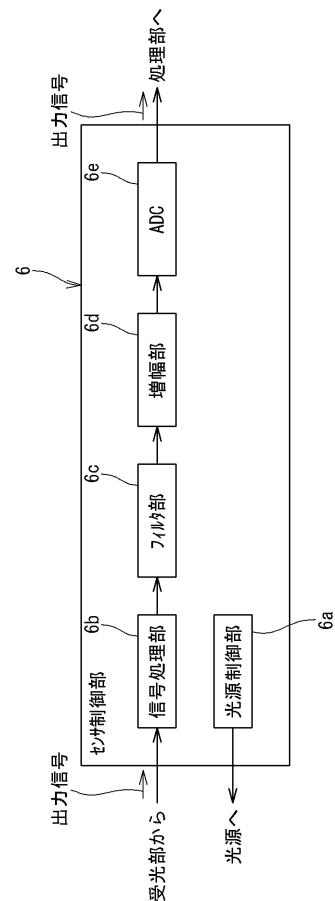 6
センサ制御部
出力信号
受光部から
6b
信号処理部
6c
フィルタ部
6d
増幅部
6e
ADC
出力信号
処理部へ
光源へ
光源制御部
6a